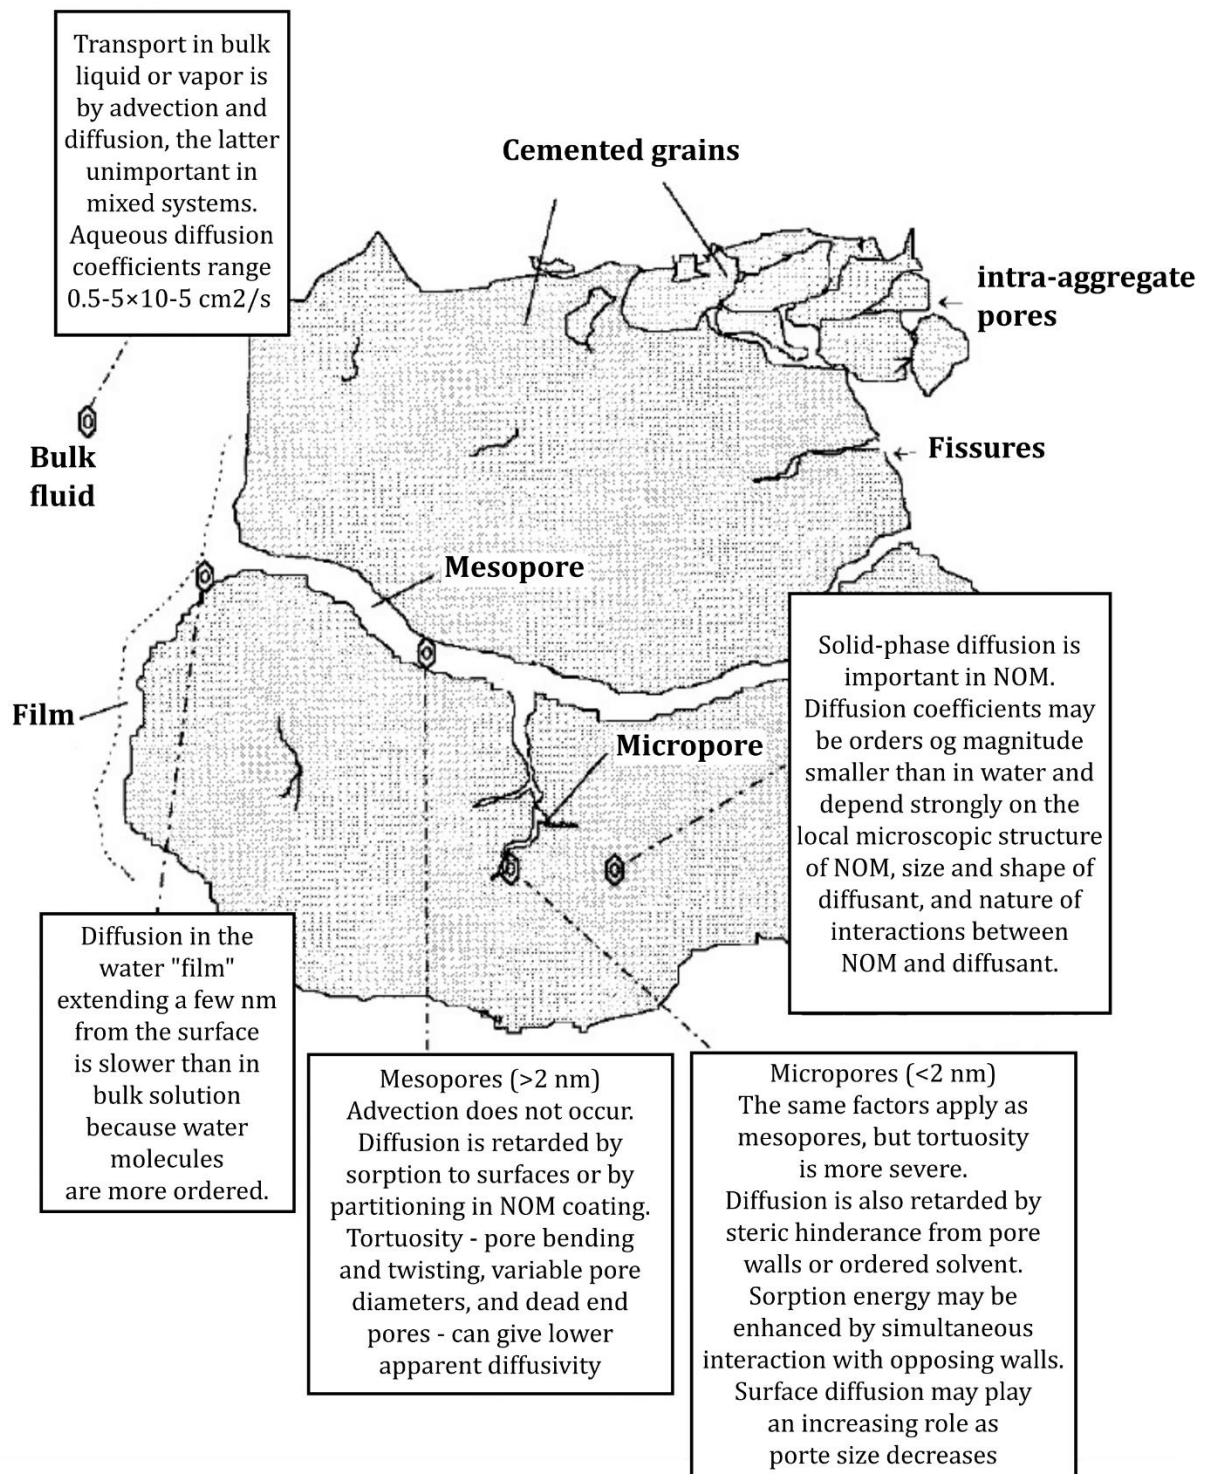 Transport in bulk
liquid or vapor is
by advection and
diffusion, the latter
unimportant in
mixed systems.
Aqueous diffusion
coefficients range
0.5-5×10-5 cm2/s
Cemented grains
intra-aggregate
pores
Bulk
fluid
Fissures
Mesopore
Film
Micropore
Solid-phase diffusion is
important in NOM.
Diffusion coefficients may
be orders og magnitude
smaller than in water and
depend strongly on the
local microscopic structure
of NOM, size and shape of
diffusant, and nature of
interactions between
NOM and diffusant.
Diffusion in the
water "film"
extending a few nm
from the surface
is slower than in
bulk solution
because water
molecules
are more ordered.
Mesopores (>2 nm)
Advection does not occur.
Diffusion is retarded by
sorption to surfaces or by
partitioning in NOM coating.
Tortuosity - pore bending
and twisting, variable pore
diameters, and dead end
pores - can give lower
apparent diffusivity
Micropores (<2 nm)
The same factors apply as
mesopores, but tortuosity
is more severe.
Diffusion is also retarded by
steric hinderance from pore
walls or ordered solvent.
Sorption energy may be
enhanced by simultaneous
interaction with opposing walls.
Surface diffusion may play
an increasing role as
porte size decreases